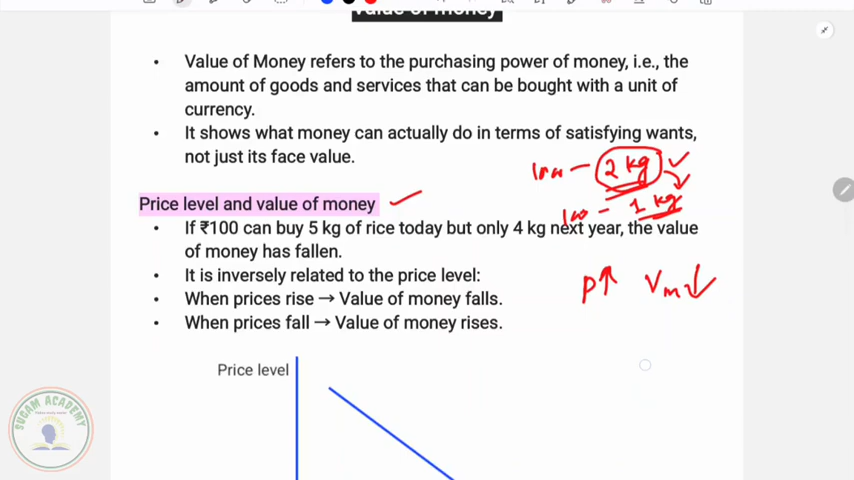 Value of money
• Value of Money refers to the purchasing power of money, i.e., the
amount of goods and services that can be bought with a unit of
currency.
• It shows what money can actually do in terms of satisfying wants,
not just its face value.
100 - 2 kg
Price level and value of money
100 - 1 kg
• If ₹100 can buy 5 kg of rice today but only 4 kg next year, the value
of money has fallen.
• It is inversely related to the price level:
P↑ Vm↓
• When prices rise → Value of money falls.
• When prices fall → Value of money rises.
Price level
SUGAM ACADEMY